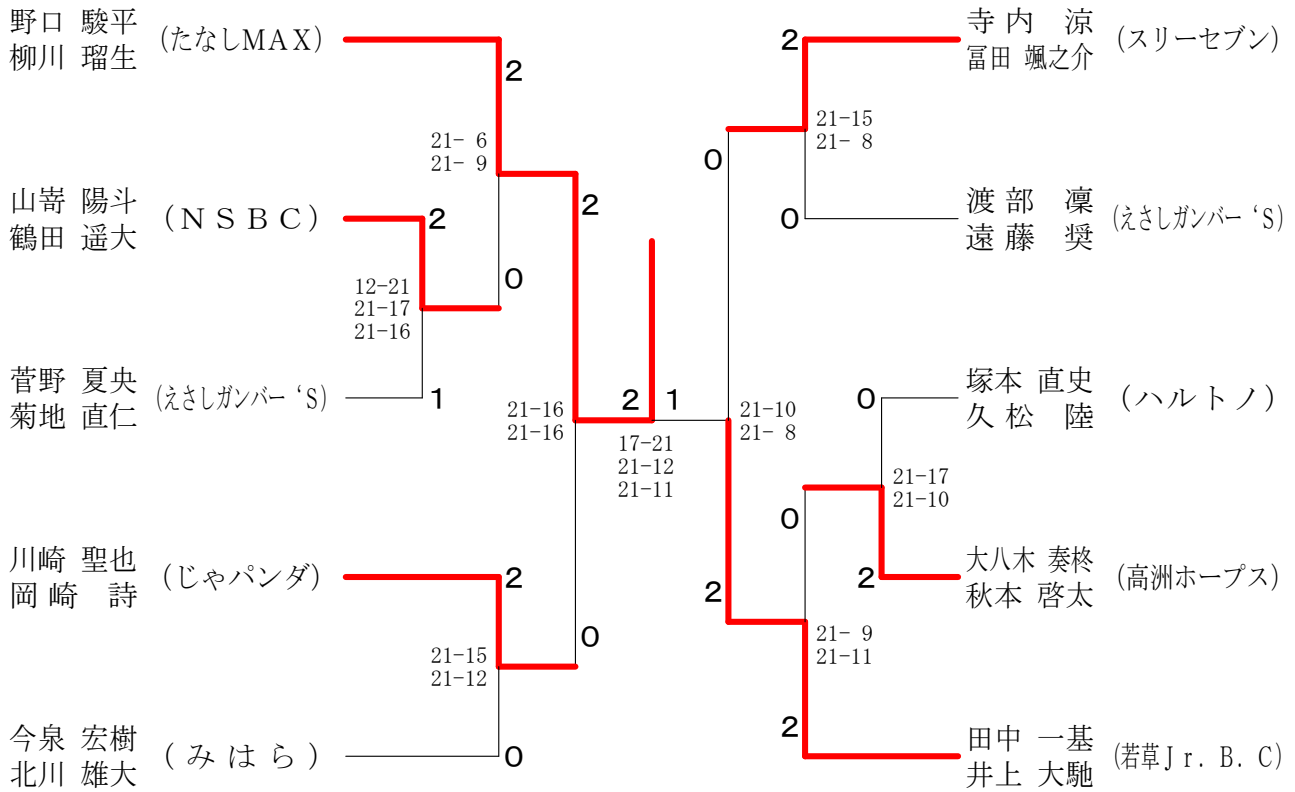 野口 駿平
柳川 瑠生
(たなしMAX)
山嵜 陽斗
鶴田 遥大
(NSBC)
菅野 夏央
菊地 直仁
(えさしガンバー‘S)
川崎 聖也
岡崎 詩
(じゃパンダ)
今泉 宏樹
北川 雄大
(みはら)
2
21- 6
21- 9
2
12-21
21-17
21-16
0
1
2
21-16
21-16
2
21-15
21-12
0
0
2
1
17-21
21-12
21-11
2
21-15
21- 8
0
0
21-10
21- 8
0
21-17
21-10
0
2
2
21- 9
21-11
2
寺内 涼
冨田 颯之介
(スリーセブン)
渡部 凜
遠藤 奨
(えさしガンバー‘S)
塚本 直史
久松 陸
(ハルトノ)
大八木 奏柊
秋本 啓太
(高洲ホープス)
田中 一基
井上 大馳
(若草Jr. B. C)